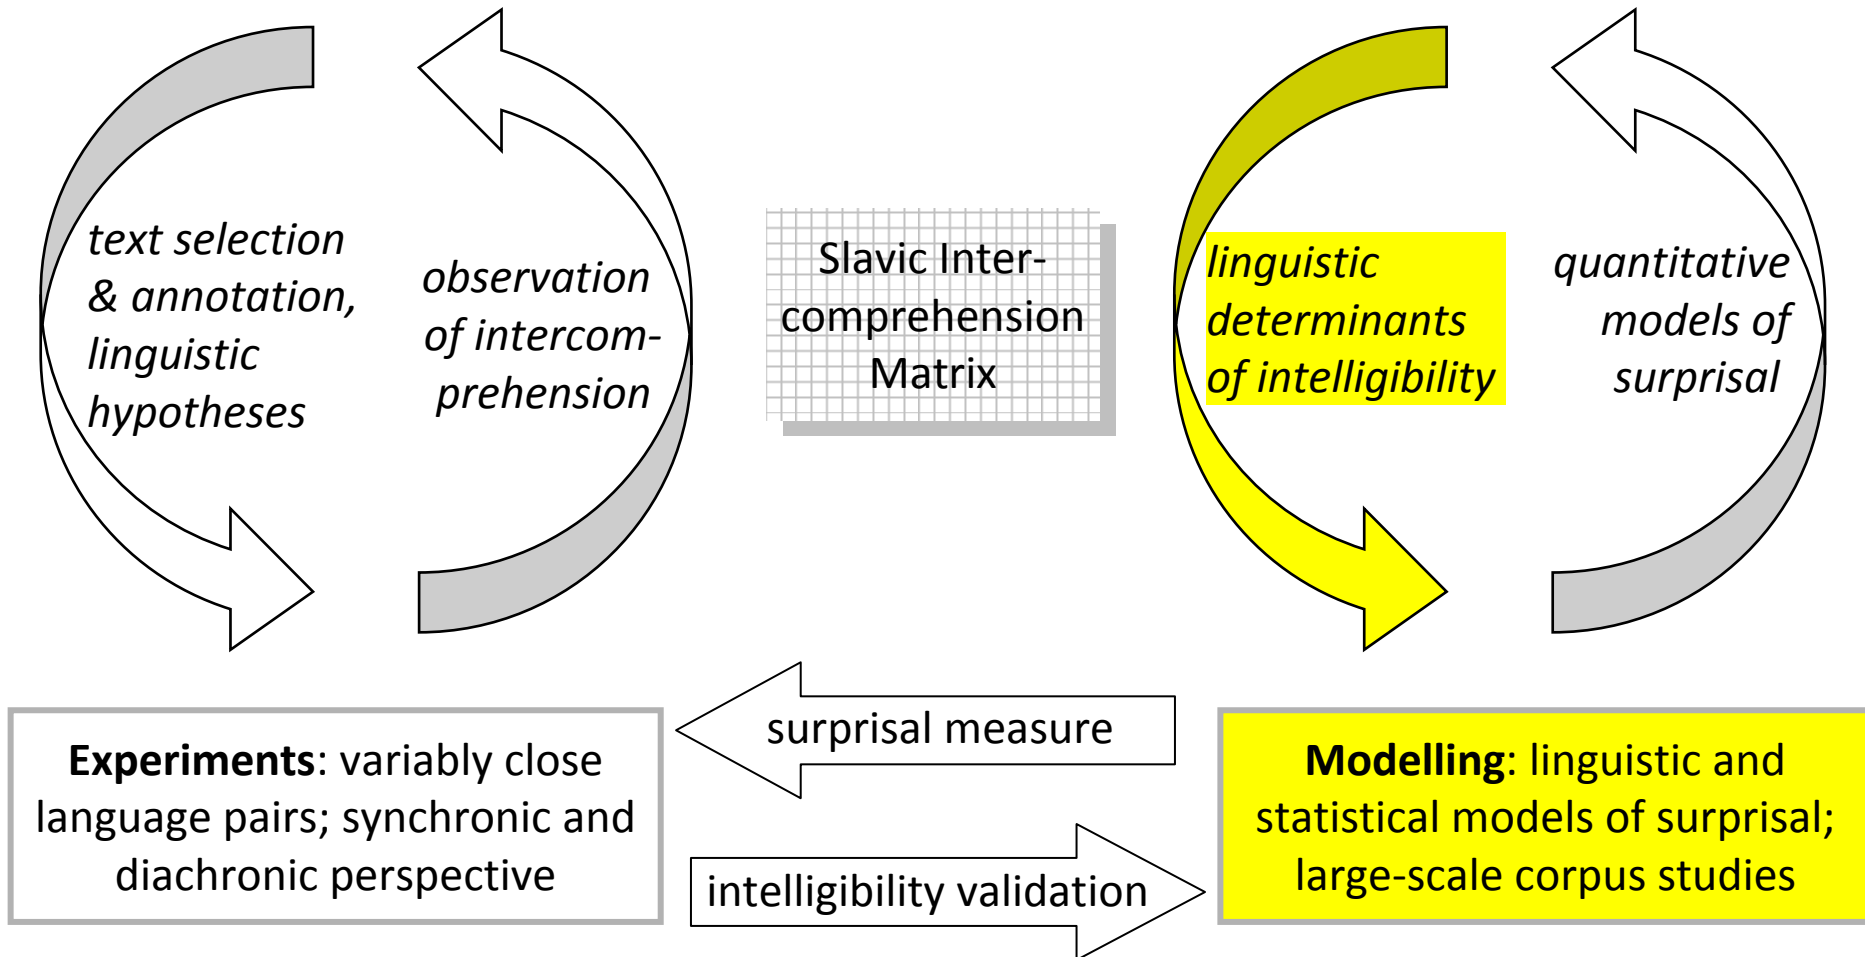 text selection
& annotation,
linguistic
hypotheses
observation
of intercom-
prehension
Slavic Inter-
comprehension
Matrix
linguistic
determinants
of intelligibility
quantitative
models of
surprisal
surprisal measure
Experiments: variably close
language pairs; synchronic and
diachronic perspective
intelligibility validation
Modelling: linguistic and
statistical models of surprisal;
large-scale corpus studies